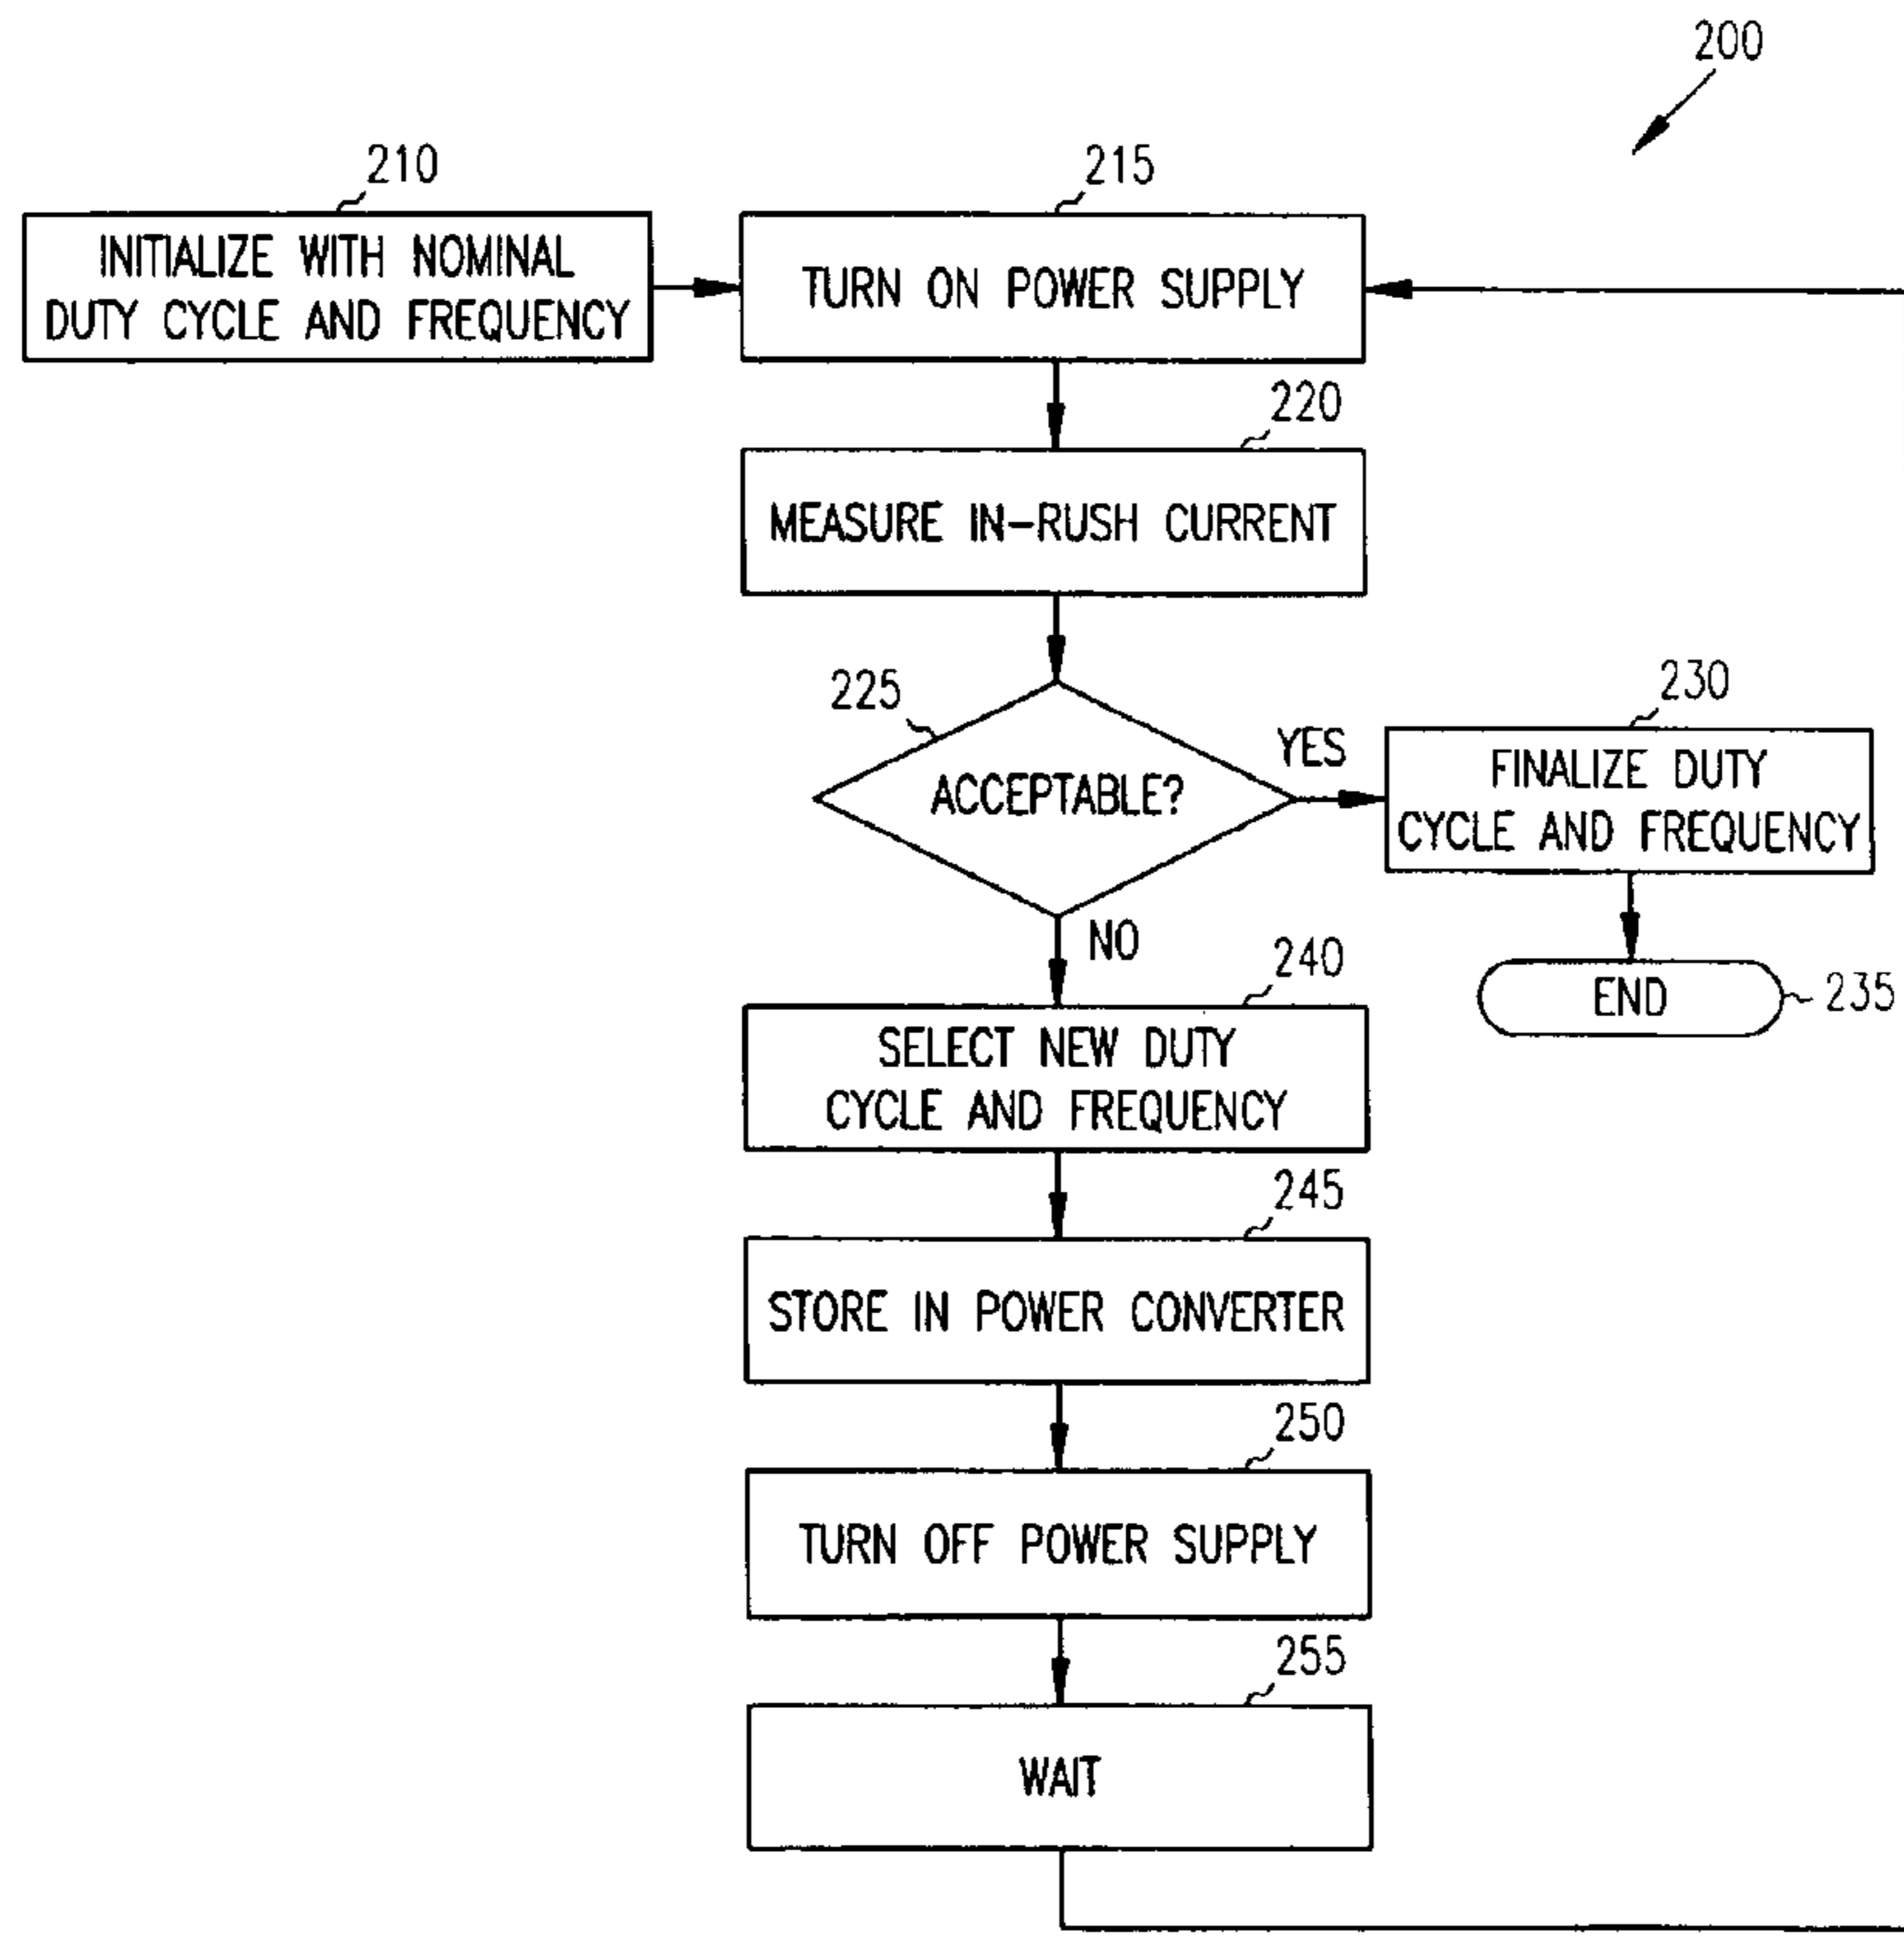 200
210
INITIALIZE WITH NOMINAL
DUTY CYCLE AND FREQUENCY
215
TURN ON POWER SUPPLY
220
MEASURE IN-RUSH CURRENT
225
ACCEPTABLE?
YES
230
FINALIZE DUTY
CYCLE AND FREQUENCY
END
235
NO
240
SELECT NEW DUTY
CYCLE AND FREQUENCY
245
STORE IN POWER CONVERTER
250
TURN OFF POWER SUPPLY
255
WAIT